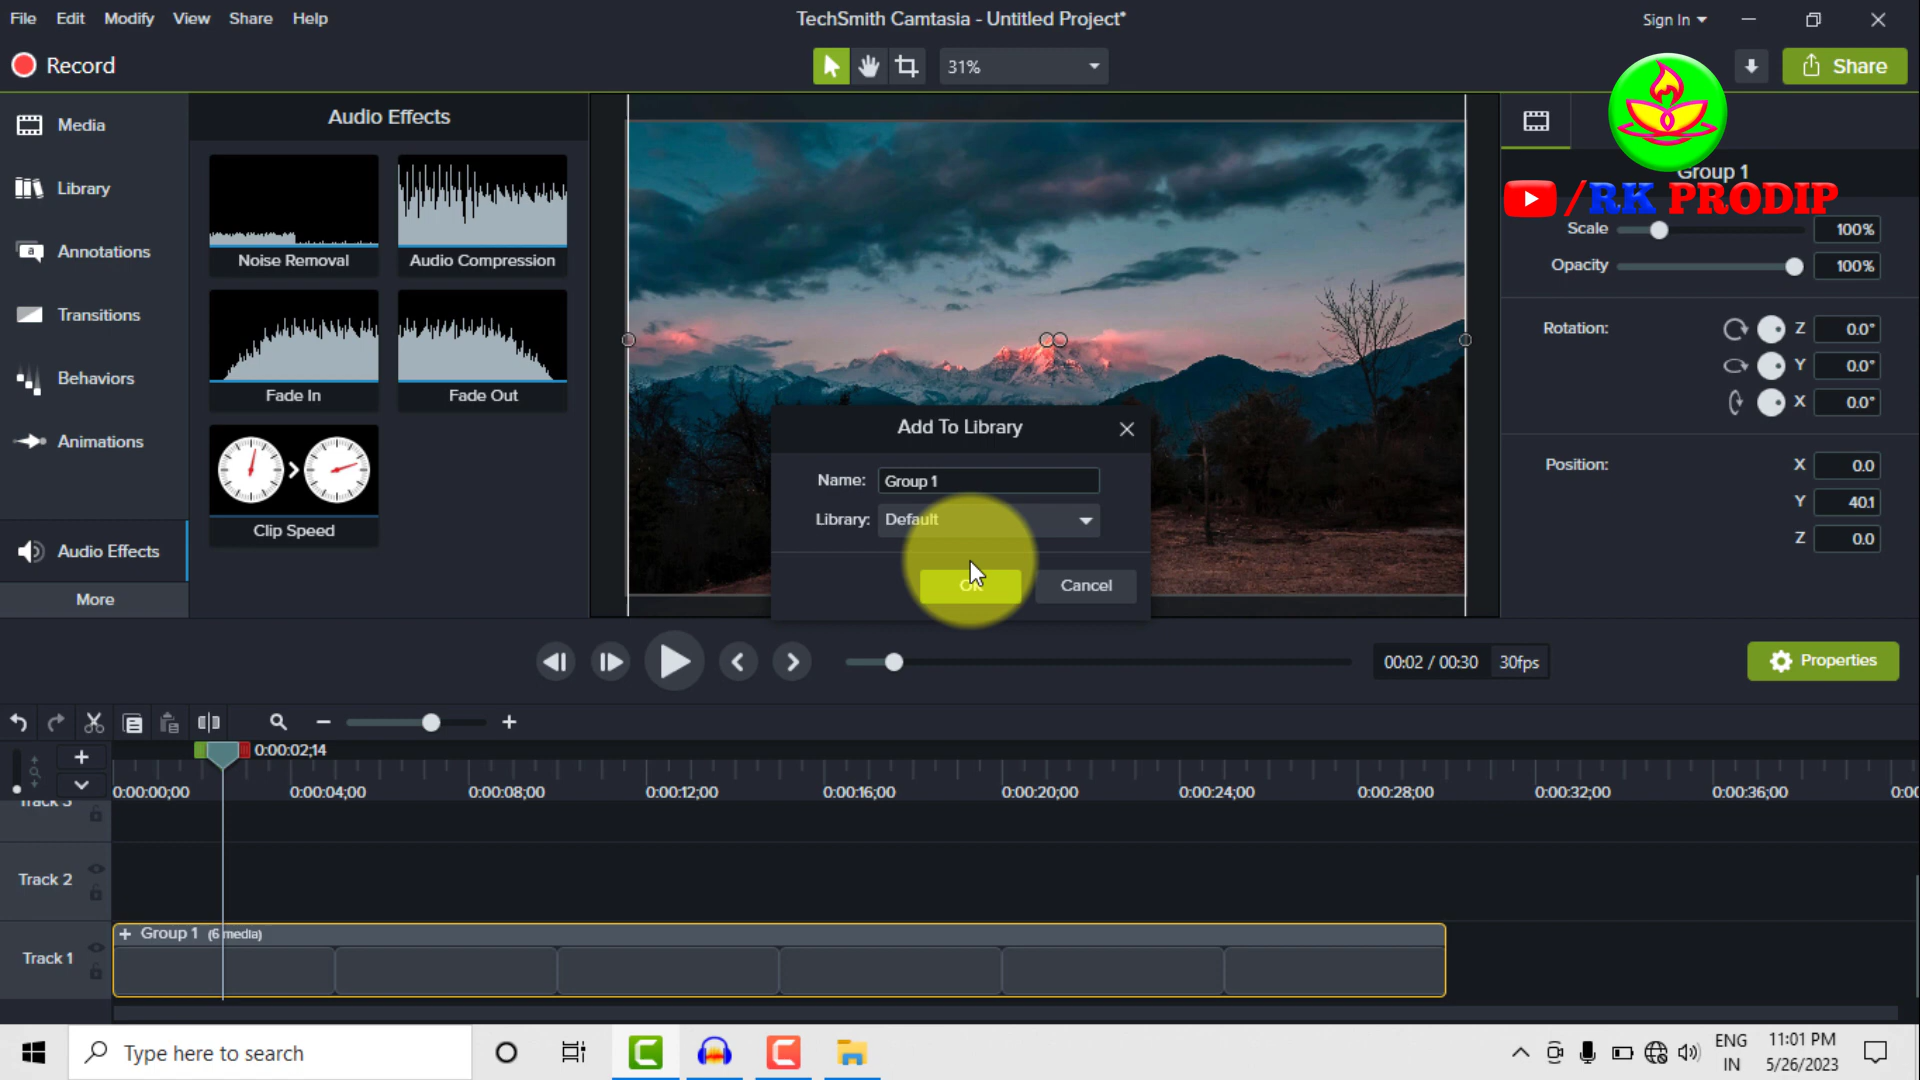 File Edit Modify View Share Help
TechSmith Camtasia - Untitled Project*
Sign In
Record
31%
Share
Media
Library
Annotations
Transitions
Behaviors
Animations
Audio Effects
More
Audio Effects
Noise Removal
Audio Compression
Fade In
Fade Out
Clip Speed
Add To Library
Name: Group 1
Library: Default
OK
Cancel
Group 1
/RK PRODIP
Scale 100%
Opacity 100%
Rotation: Z 0.0°
Y 0.0°
X 0.0°
Position: X 0.0
Y 40.1
Z 0.0
00:02 / 00:30 30fps
Properties
0:00:02;14
0:00:00;00 0:00:04;00 0:00:08;00 0:00:12;00 0:00:16;00 0:00:20;00 0:00:24;00 0:00:28;00 0:00:32;00 0:00:36;00
Track 3
Track 2
Track 1
+ Group 1 (6 media)
Type here to search
ENG
IN
11:01 PM
5/26/2023